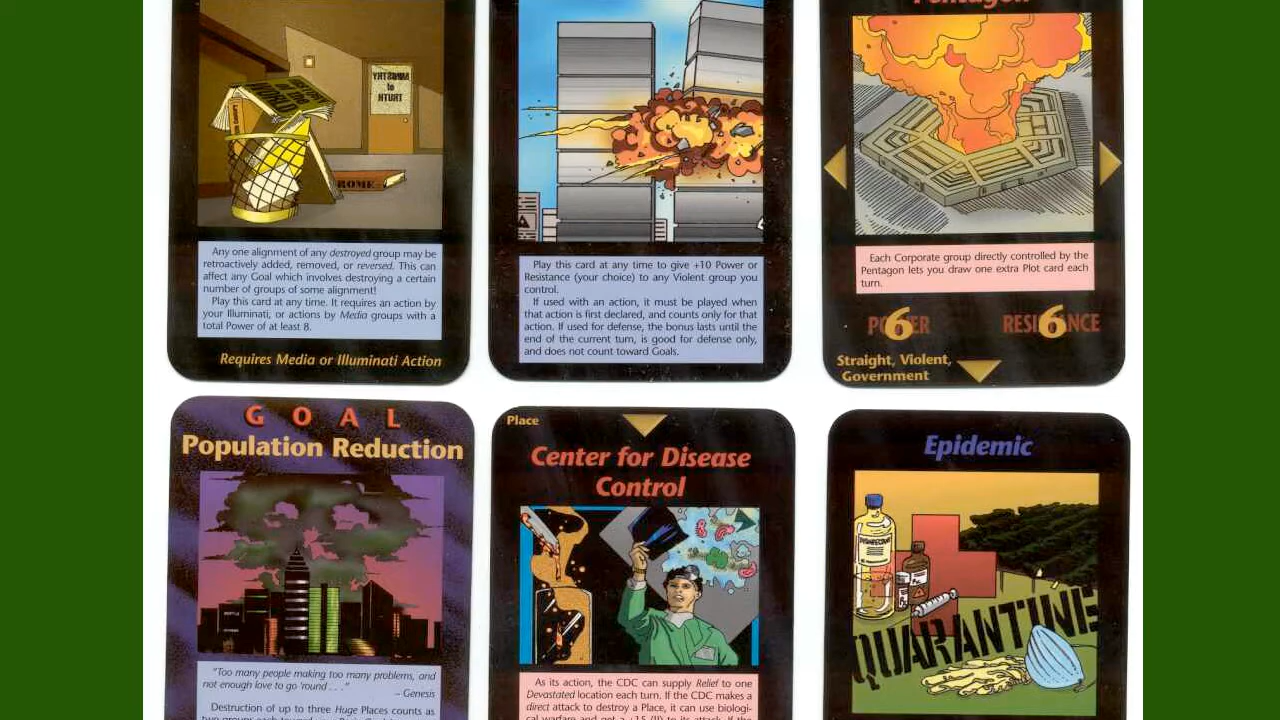 MINISTRY
of
TRUTH
ROME
Any one alignment of any destroyed group may be
retroactively added, removed, or reversed. This can
affect any Goal which involves destroying a certain
number of groups of some alignment!
Play this card at any time. It requires an action by
your Illuminati, or actions by Media groups with a
total Power of at least 8.
Requires Media or Illuminati Action
Play this card at any time to give +10 Power or
Resistance (your choice) to any Violent group you
control.
If used with an action, it must be played when
that action is first declared, and counts only for that
action. If used for defense, the bonus lasts until the
end of the current turn, is good for defense only,
and does not count toward Goals.
Pentagon
Each Corporate group directly controlled by the
Pentagon lets you draw one extra Plot card each
turn.
POWER 6
RESISTANCE 6
Straight, Violent,
Government
GOAL
Population Reduction
"Too many people making too many problems, and
not enough love to go 'round . . ."
– Genesis
Destruction of up to three Huge Places counts as
Place
Center for Disease
Control
As its action, the CDC can supply Relief to one
Devastated location each turn. If the CDC makes a
direct attack to destroy a Place, it can use biologi-
Epidemic
QUARANTINE